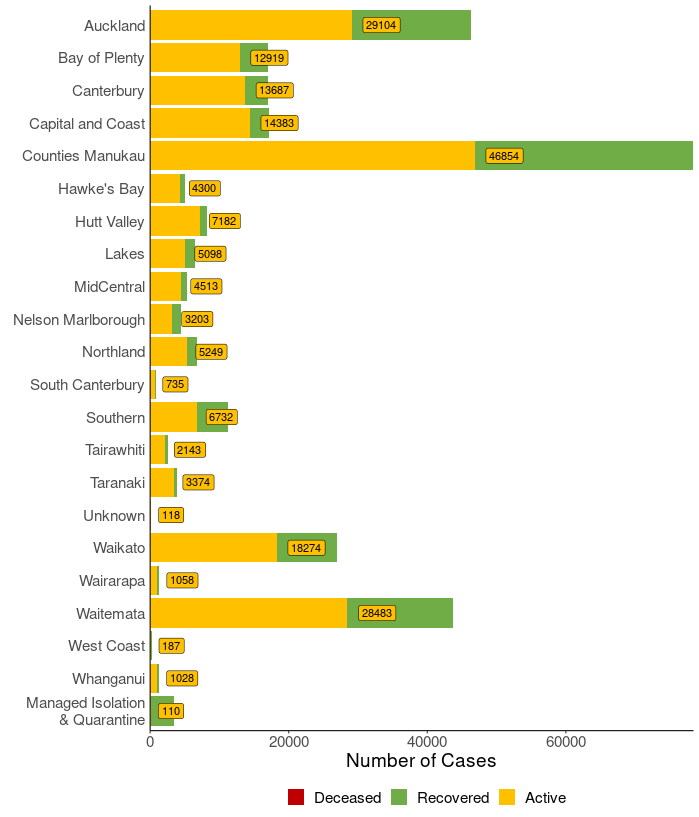 Auckland 29104
Bay of Plenty 12919
Canterbury 13687
Capital and Coast 14383
Counties Manukau 46854
Hawke's Bay 4300
Hutt Valley 7182
Lakes 5098
MidCentral 4513
Nelson Marlborough 3203
Northland 5249
South Canterbury 735
Southern 6732
Tairawhiti 2143
Taranaki 3374
Unknown 118
Waikato 18274
Wairarapa 1058
Waitemata 28483
West Coast 187
Whanganui 1028
Managed Isolation
& Quarantine 110
0 20000 40000 60000
Number of Cases
Deceased Recovered Active